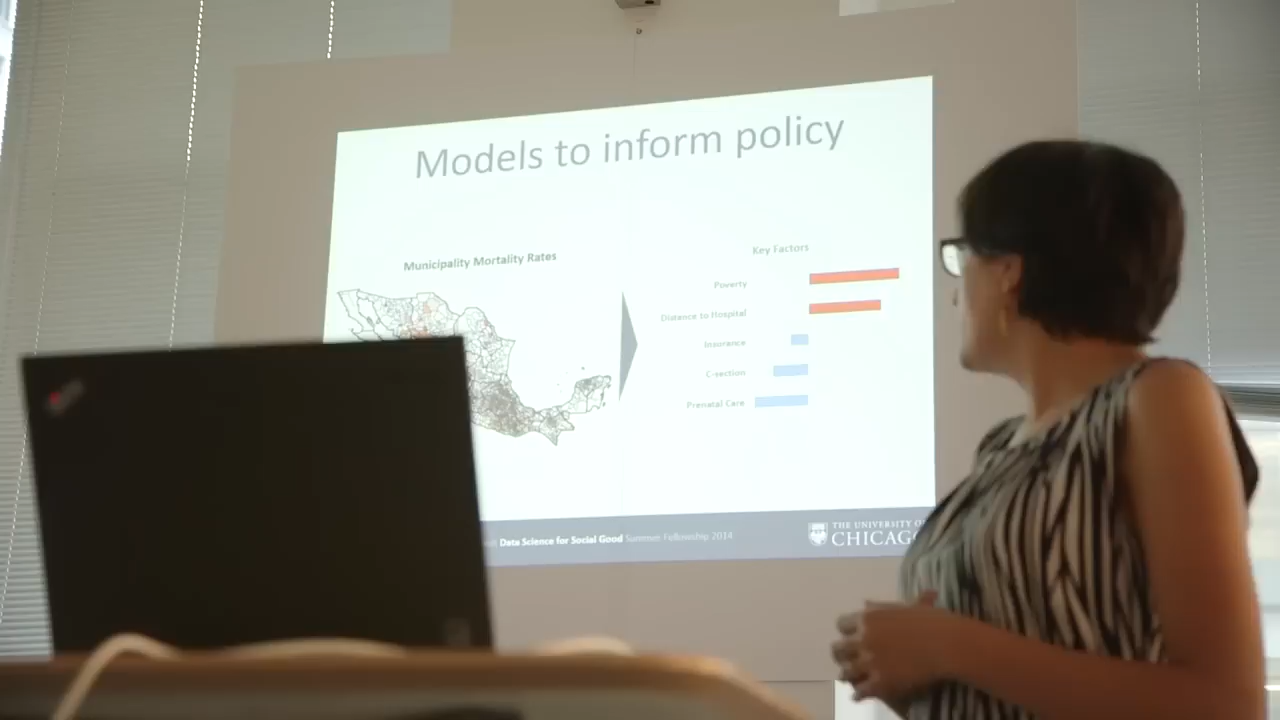 Models to inform policy
Municipality Mortality Rates
Key Factors
Poverty
Distance to Hospital
Insurance
C-section
Prenatal Care
Data Science for Social Good Summer Fellowship 2014
THE UNIVERSITY OF
CHICAGO